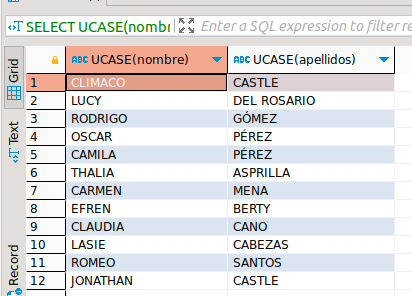 SELECT UCASE(nombr Enter a SQL expression to filter re
Grid
Text
Record
ABC UCASE(nombre) ABC UCASE(apellidos)
1 CLIMACO CASTLE
2 LUCY DEL ROSARIO
3 RODRIGO GÓMEZ
4 OSCAR PÉREZ
5 CAMILA PÉREZ
6 THALIA ASPRILLA
7 CARMEN MENA
8 EFREN BERTY
9 CLAUDIA CANO
10 LASIE CABEZAS
11 ROMEO SANTOS
12 JONATHAN CASTLE